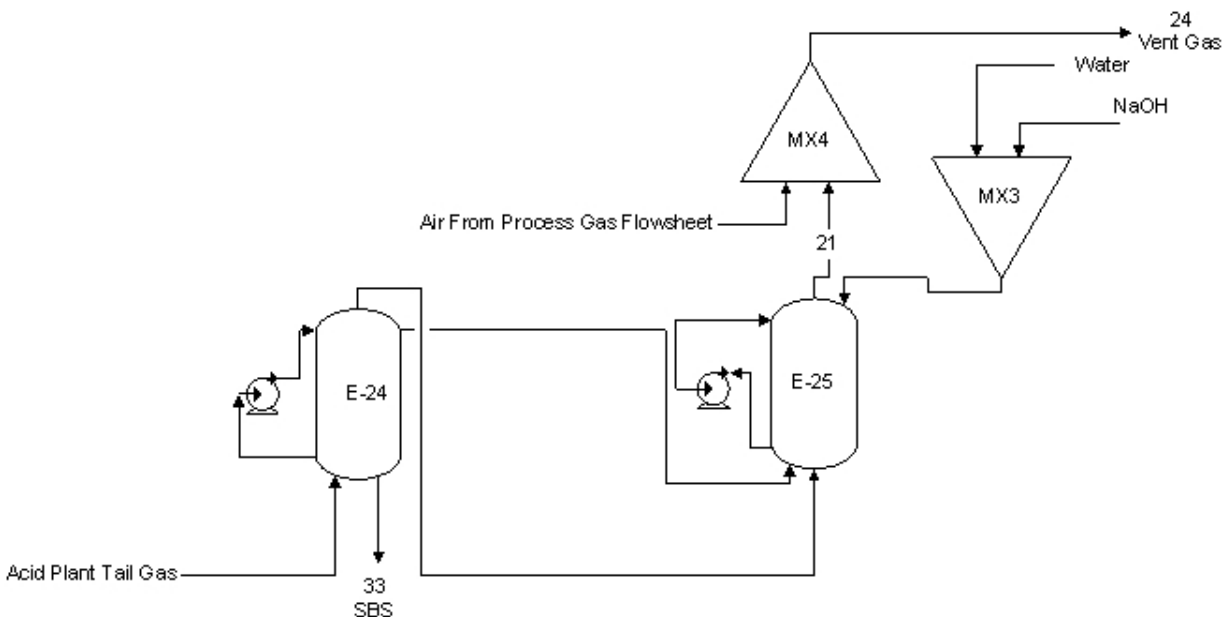 24
Vent Gas
Water
NaOH
MX4
MX3
Air From Process Gas Flowsheet
21
E-24
E-25
Acid Plant Tail Gas
33
SBS